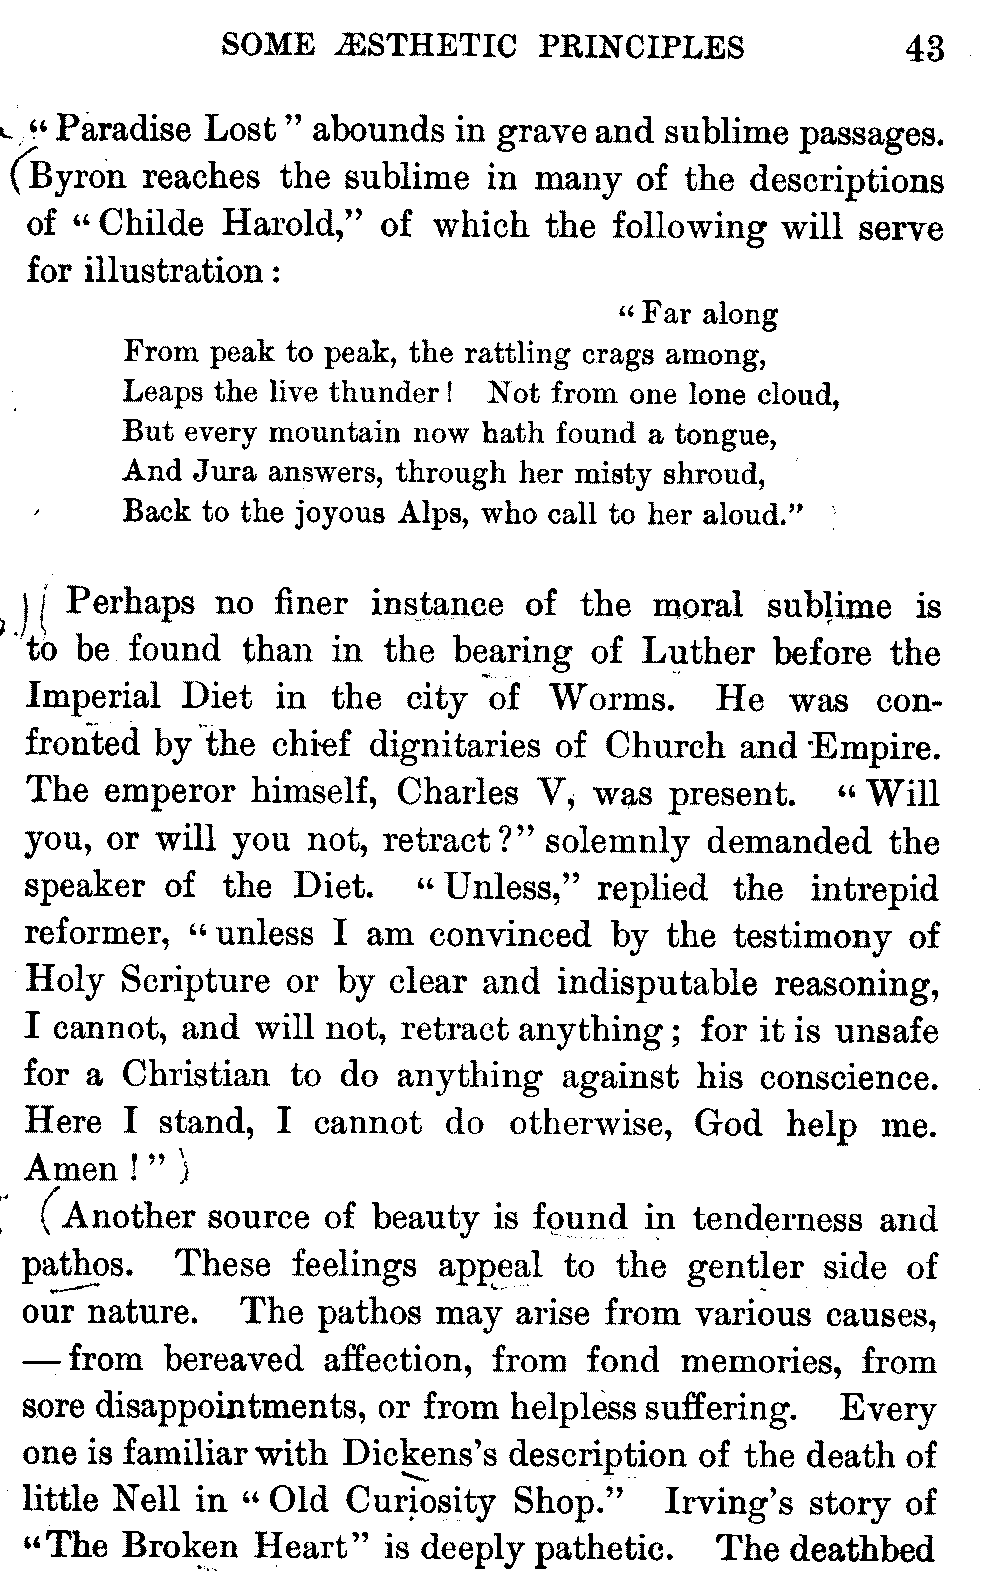 SOME ÆSTHETIC PRINCIPLES 43
“Paradise Lost” abounds in grave and sublime passages.
(Byron reaches the sublime in many of the descriptions
of “Childe Harold,” of which the following will serve
for illustration:
“Far along
From peak to peak, the rattling crags among,
Leaps the live thunder! Not from one lone cloud,
But every mountain now hath found a tongue,
And Jura answers, through her misty shroud,
Back to the joyous Alps, who call to her aloud.”
Perhaps no finer instance of the moral sublime is
to be found than in the bearing of Luther before the
Imperial Diet in the city of Worms. He was con-
fronted by the chief dignitaries of Church and Empire.
The emperor himself, Charles V, was present. “Will
you, or will you not, retract?” solemnly demanded the
speaker of the Diet. “Unless,” replied the intrepid
reformer, “unless I am convinced by the testimony of
Holy Scripture or by clear and indisputable reasoning,
I cannot, and will not, retract anything; for it is unsafe
for a Christian to do anything against his conscience.
Here I stand, I cannot do otherwise, God help me.
Amen!”)
(Another source of beauty is found in tenderness and
pathos. These feelings appeal to the gentler side of
our nature. The pathos may arise from various causes,
—from bereaved affection, from fond memories, from
sore disappointments, or from helpless suffering. Every
one is familiar with Dickens's description of the death of
little Nell in “Old Curiosity Shop.” Irving's story of
“The Broken Heart” is deeply pathetic. The deathbed